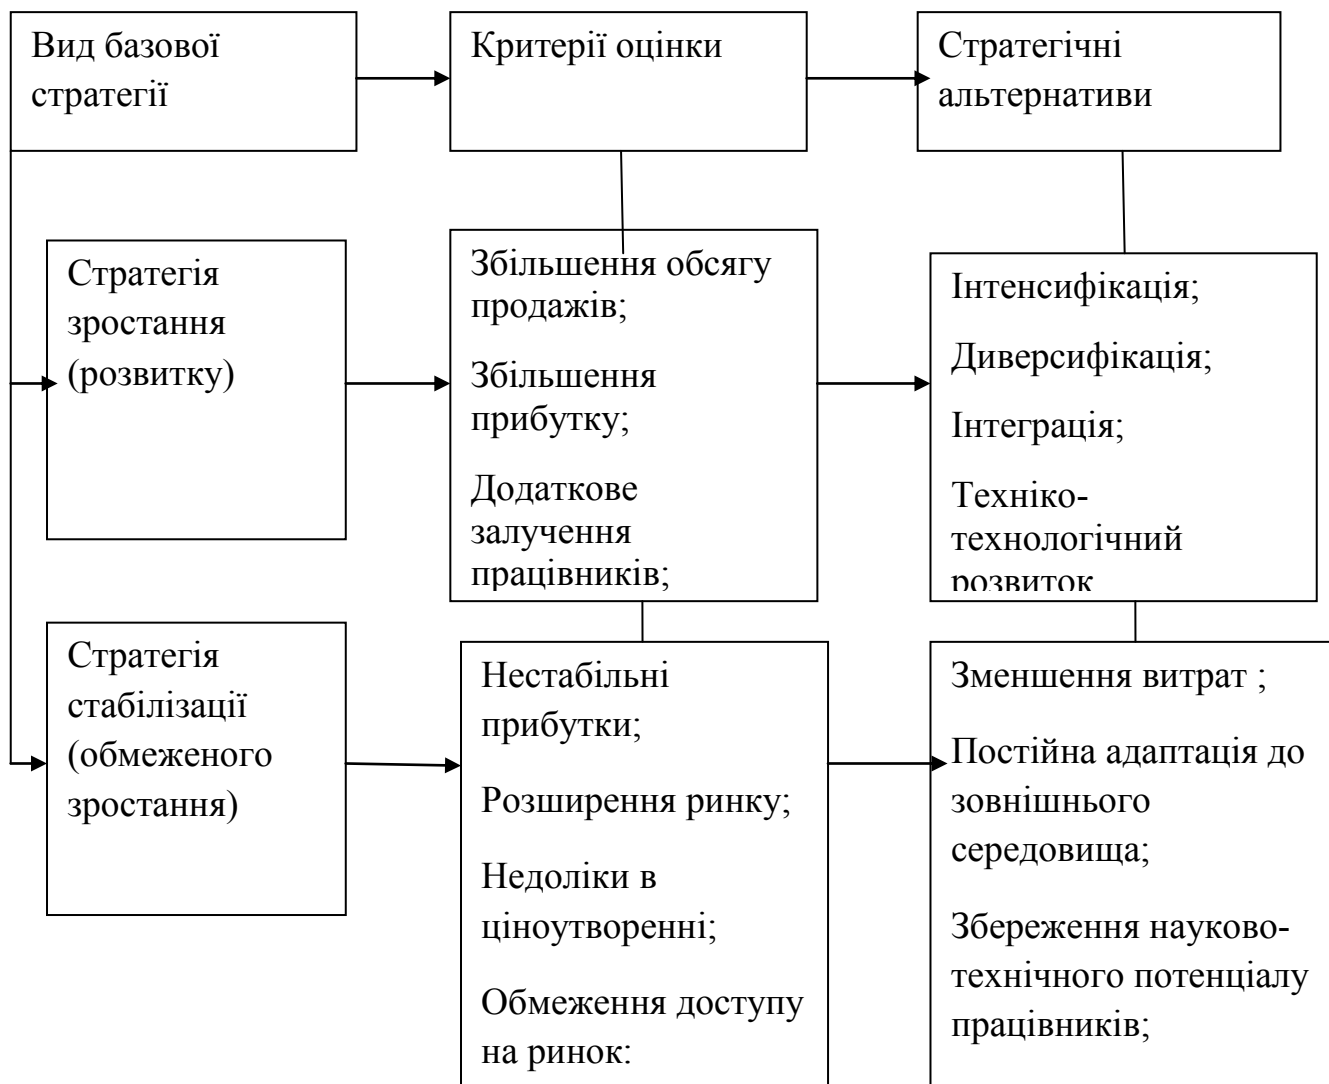 Вид базової
стратегії
Критерії оцінки
Стратегічні
альтернативи
Стратегія
зростання
(розвитку)
Збільшення обсягу
продажів;
Збільшення
прибутку;
Додаткове
залучення
працівників;
Інтенсифікація;
Диверсифікація;
Інтеграція;
Техніко-
технологічний
розвиток
Стратегія
стабілізації
(обмеженого
зростання)
Нестабільні
прибутки;
Розширення ринку;
Недоліки в
ціноутворенні;
Обмеження доступу
на ринок:
Зменшення витрат ;
Постійна адаптація до
зовнішнього
середовища;
Збереження науково-
технічного потенціалу
працівників;